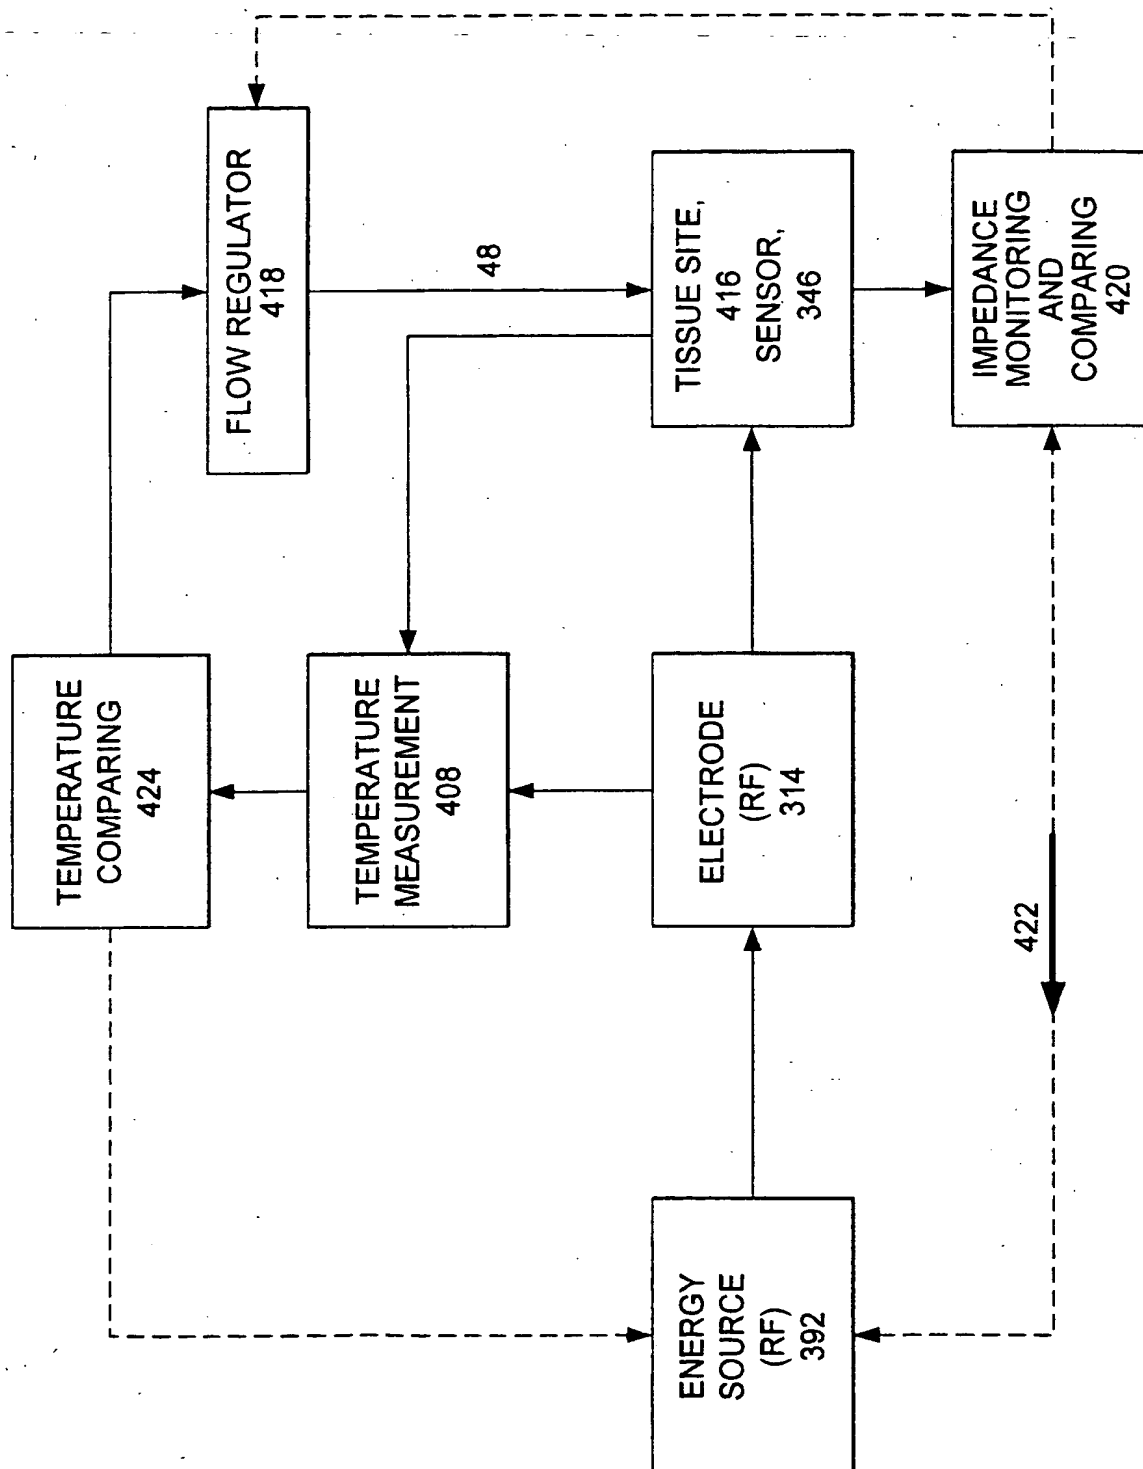 TEMPERATURE
COMPARING
424
FLOW REGULATOR
418
TEMPERATURE
MEASUREMENT
408
48
ENERGY
SOURCE
(RF)
392
ELECTRODE
(RF)
314
TISSUE SITE,
416
SENSOR,
346
422
IMPEDANCE
MONITORING
AND
COMPARING
420